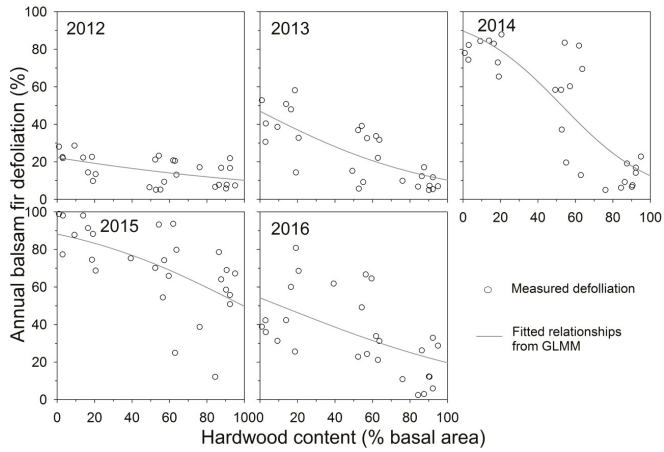 2012
2013
2014
100
80
60
40
20
0
0 20 40 60 80 100
Annual balsam fir defoliation (%)
2015
2016
100
80
60
40
20
0
0 20 40 60 80 100
0 20 40 60 80 100
Hardwood content (% basal area)
Measured defolliation
Fitted relationships
from GLMM